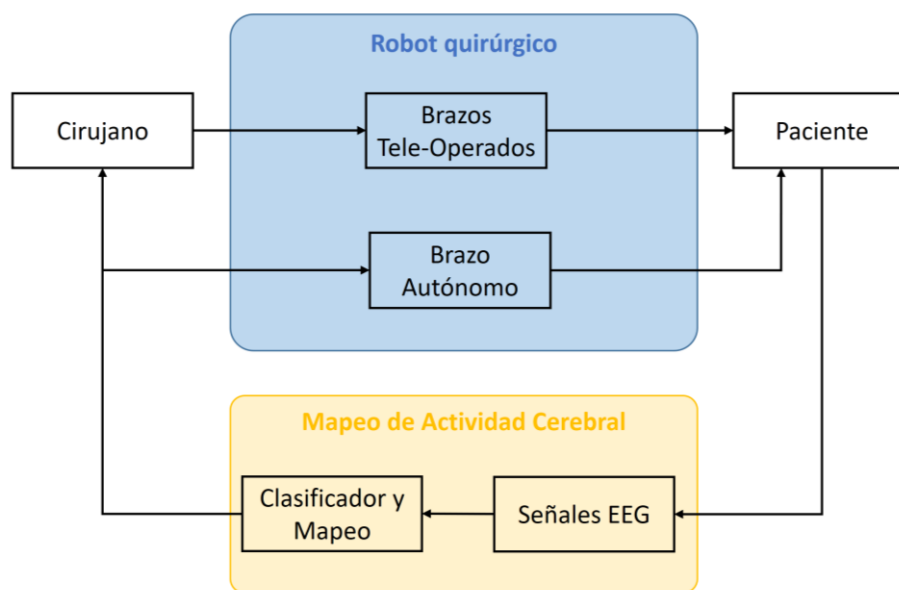 Robot quirúrgico
Cirujano
Brazos
Tele-Operados
Paciente
Brazo
Autónomo
Mapeo de Actividad Cerebral
Clasificador y
Mapeo
Señales EEG